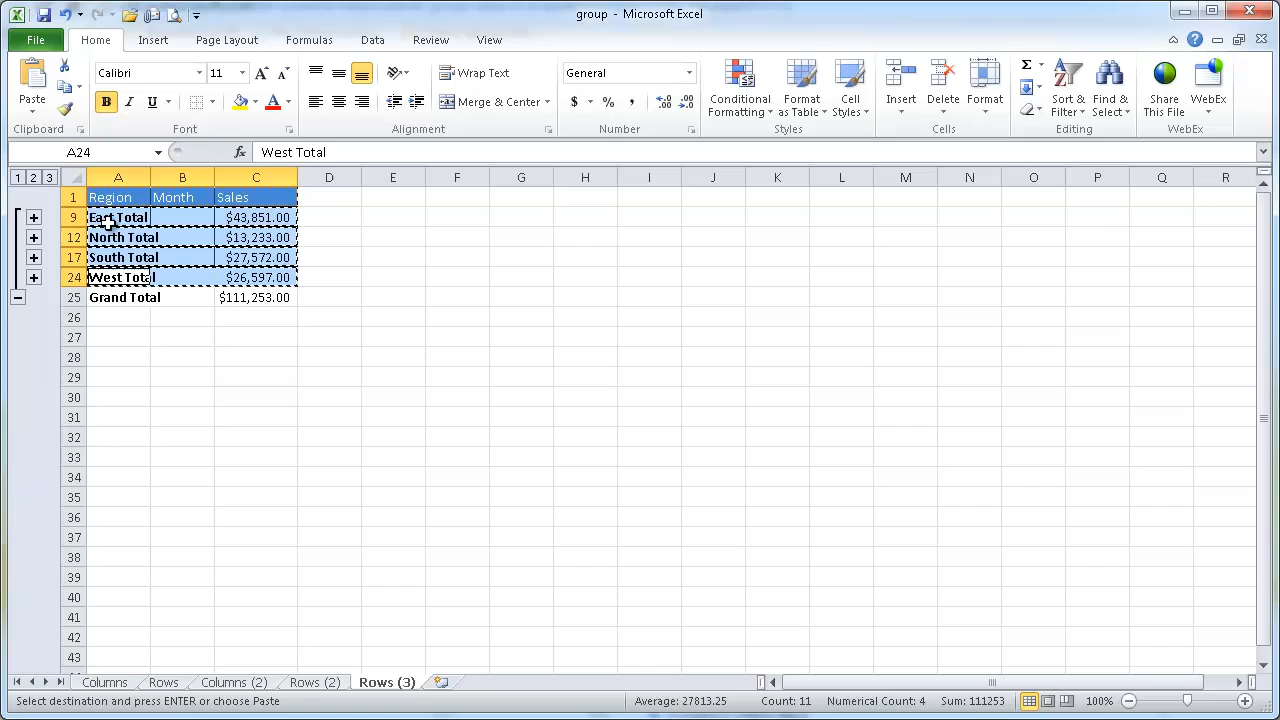 group - Microsoft Excel
File Home Insert Page Layout Formulas Data Review View
Paste
Calibri 11
B I U
Wrap Text
Merge & Center
General
$ % ,
Conditional Formatting
Format as Table
Cell Styles
Insert
Delete
Format
Sort & Filter
Find & Select
Share This File
WebEx
Clipboard Font Alignment Number Styles Cells Editing WebEx
A24 fx West Total
1 2 3 A B C D E F G H I J K L M N O P Q R
1 Region Month Sales
9 East Total $43,851.00
12 North Total $13,233.00
17 South Total $27,572.00
24 West Total $26,597.00
25 Grand Total $111,253.00
26
27
28
29
30
31
32
33
34
35
36
37
38
39
40
41
42
43
Columns Rows Columns (2) Rows (2) Rows (3)
Select destination and press ENTER or choose Paste Average: 27813.25 Count: 11 Numerical Count: 4 Sum: 111253 100%